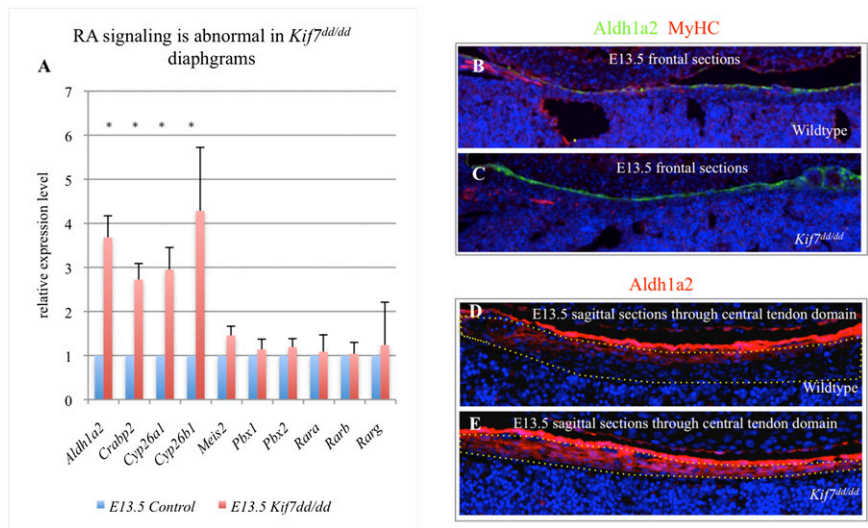 RA signaling is abnormal in Kif7dd/dd
diaphgrams
A
7
6
5
4
3
2
1
0
relative expression level
* * * *
Aldh1a2
Crabp2
Cyp26a1
Cyp26b1
Meis2
Pbx1
Pbx2
Rara
Rarb
Rarg
E13.5 Control
E13.5 Kif7dd/dd
Aldh1a2 MyHC
B
E13.5 frontal sections
Wildtype
C
E13.5 frontal sections
Kif7dd/dd
Aldh1a2
D
E13.5 sagittal sections through central tendon domain
Wildtype
E
E13.5 sagittal sections through central tendon domain
Kif7dd/dd